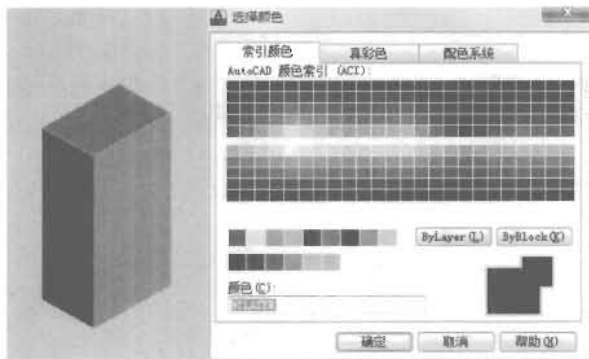 选择颜色
索引颜色 真彩色 配色系统
AutoCAD 颜色索引 (ACI):
ByLayer(L) ByBlock(K)
颜色(C):
BYLAYER
确定 取消 帮助(H)